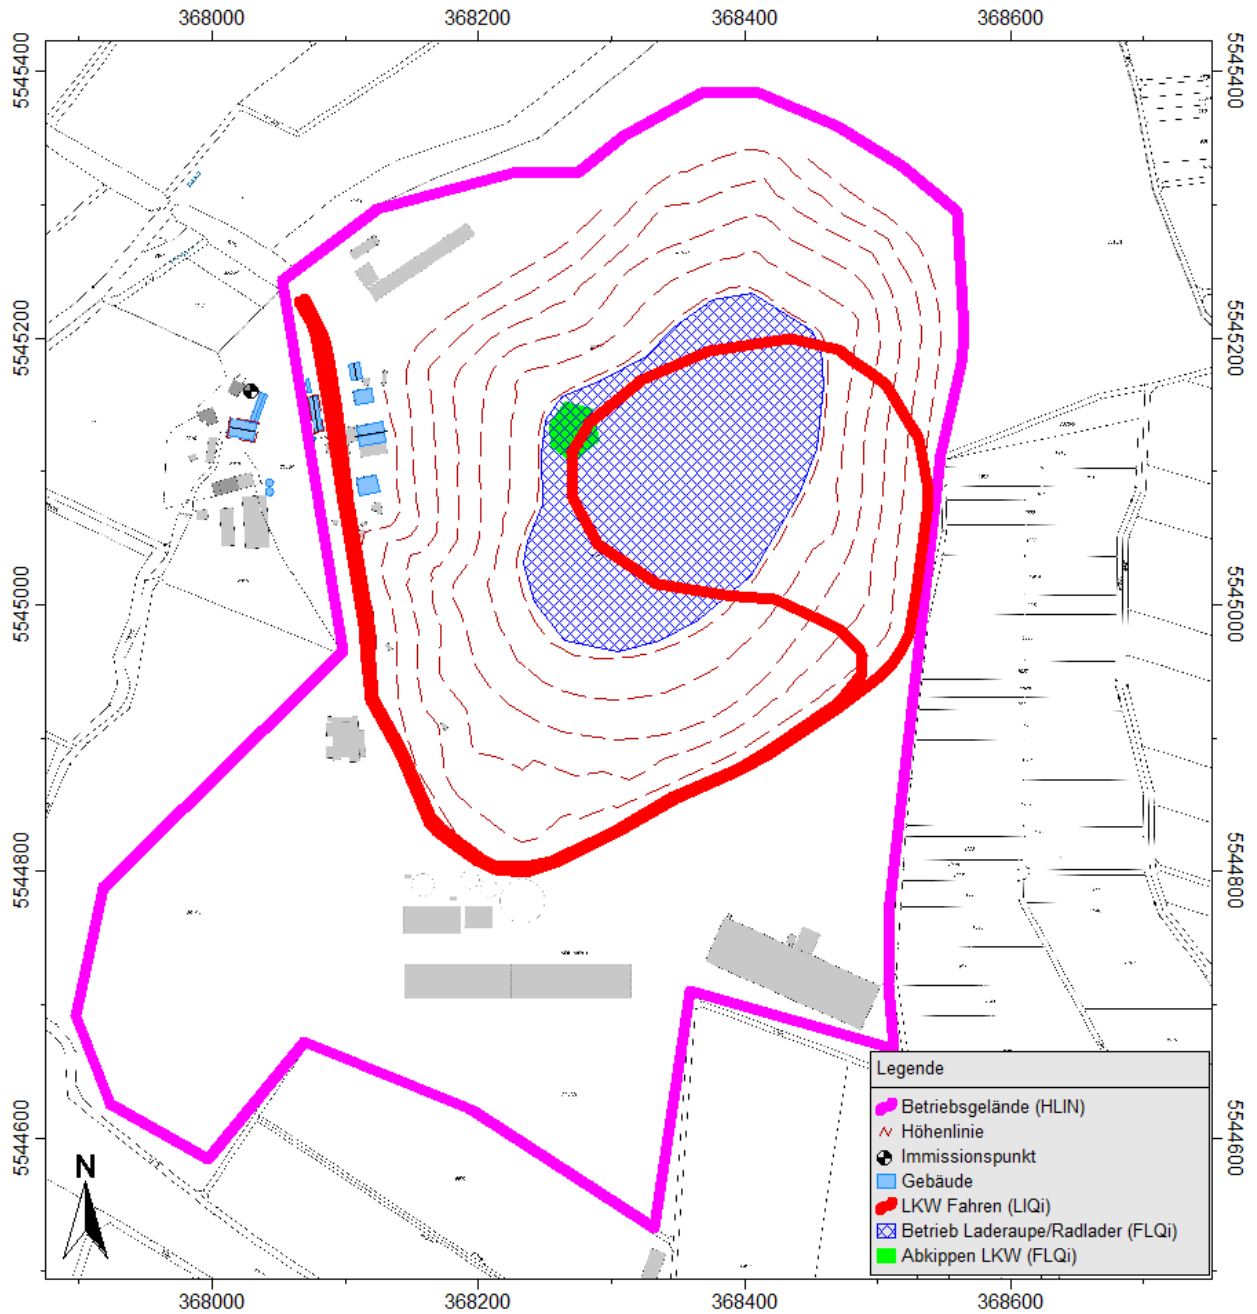 368000 368200 368400 368600
5545400 5545400
5545200 5545200
5545000 5545000
5544800 5544800
5544600 5544600
N
Legende
Betriebsgelände (HLIN)
Höhenlinie
Immissionspunkt
Gebäude
LKW Fahren (LIQi)
Betrieb Laderaupe/Radlader (FLQi)
Abkippen LKW (FLQi)
368000 368200 368400 368600